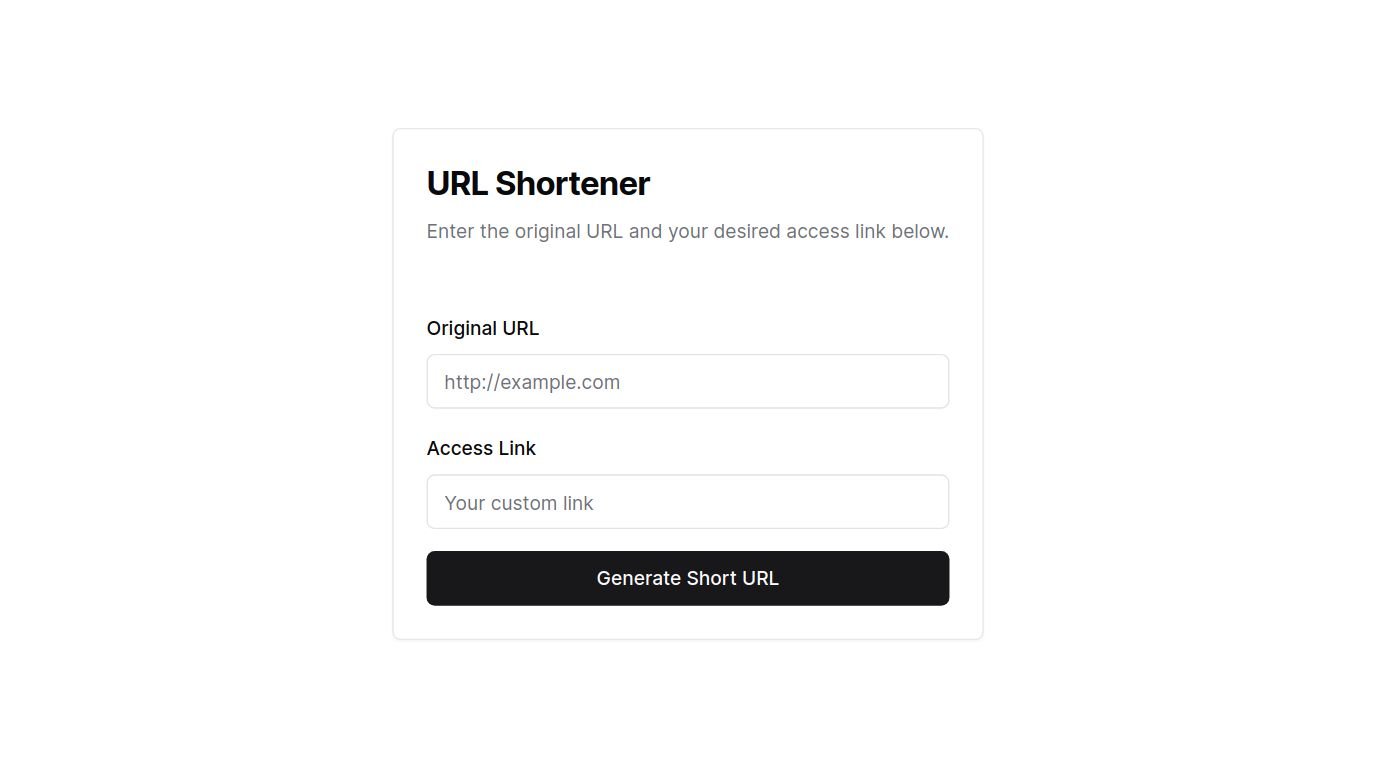 URL Shortener
Enter the original URL and your desired access link below.
Original URL
http://example.com
Access Link
Your custom link
Generate Short URL